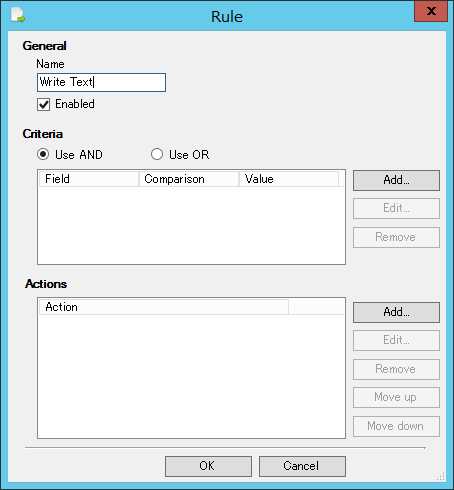 Rule
x
General
Name
Write Text
Enabled
Criteria
Use AND Use OR
Field Comparison Value
Add...
Edit...
Remove
Actions
Action
Add...
Edit...
Remove
Move up
Move down
OK Cancel